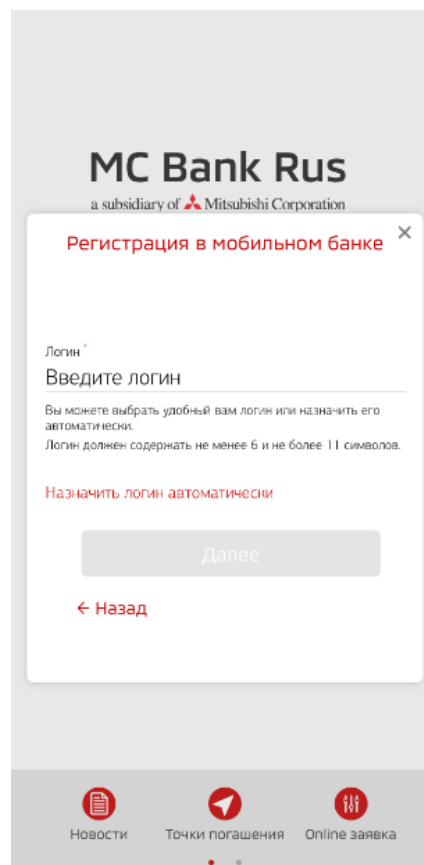 MC Bank Rus
a subsidiary of Mitsubishi Corporation
Регистрация в мобильном банке
Логин *
Введите логин
Вы можете выбрать удобный вам логин или назначить его
автоматически.
Логин должен содержать не менее 6 и не более 11 символов.
Назначить логин автоматически
Далее
← Назад
Новости Точки погашения Online заявка